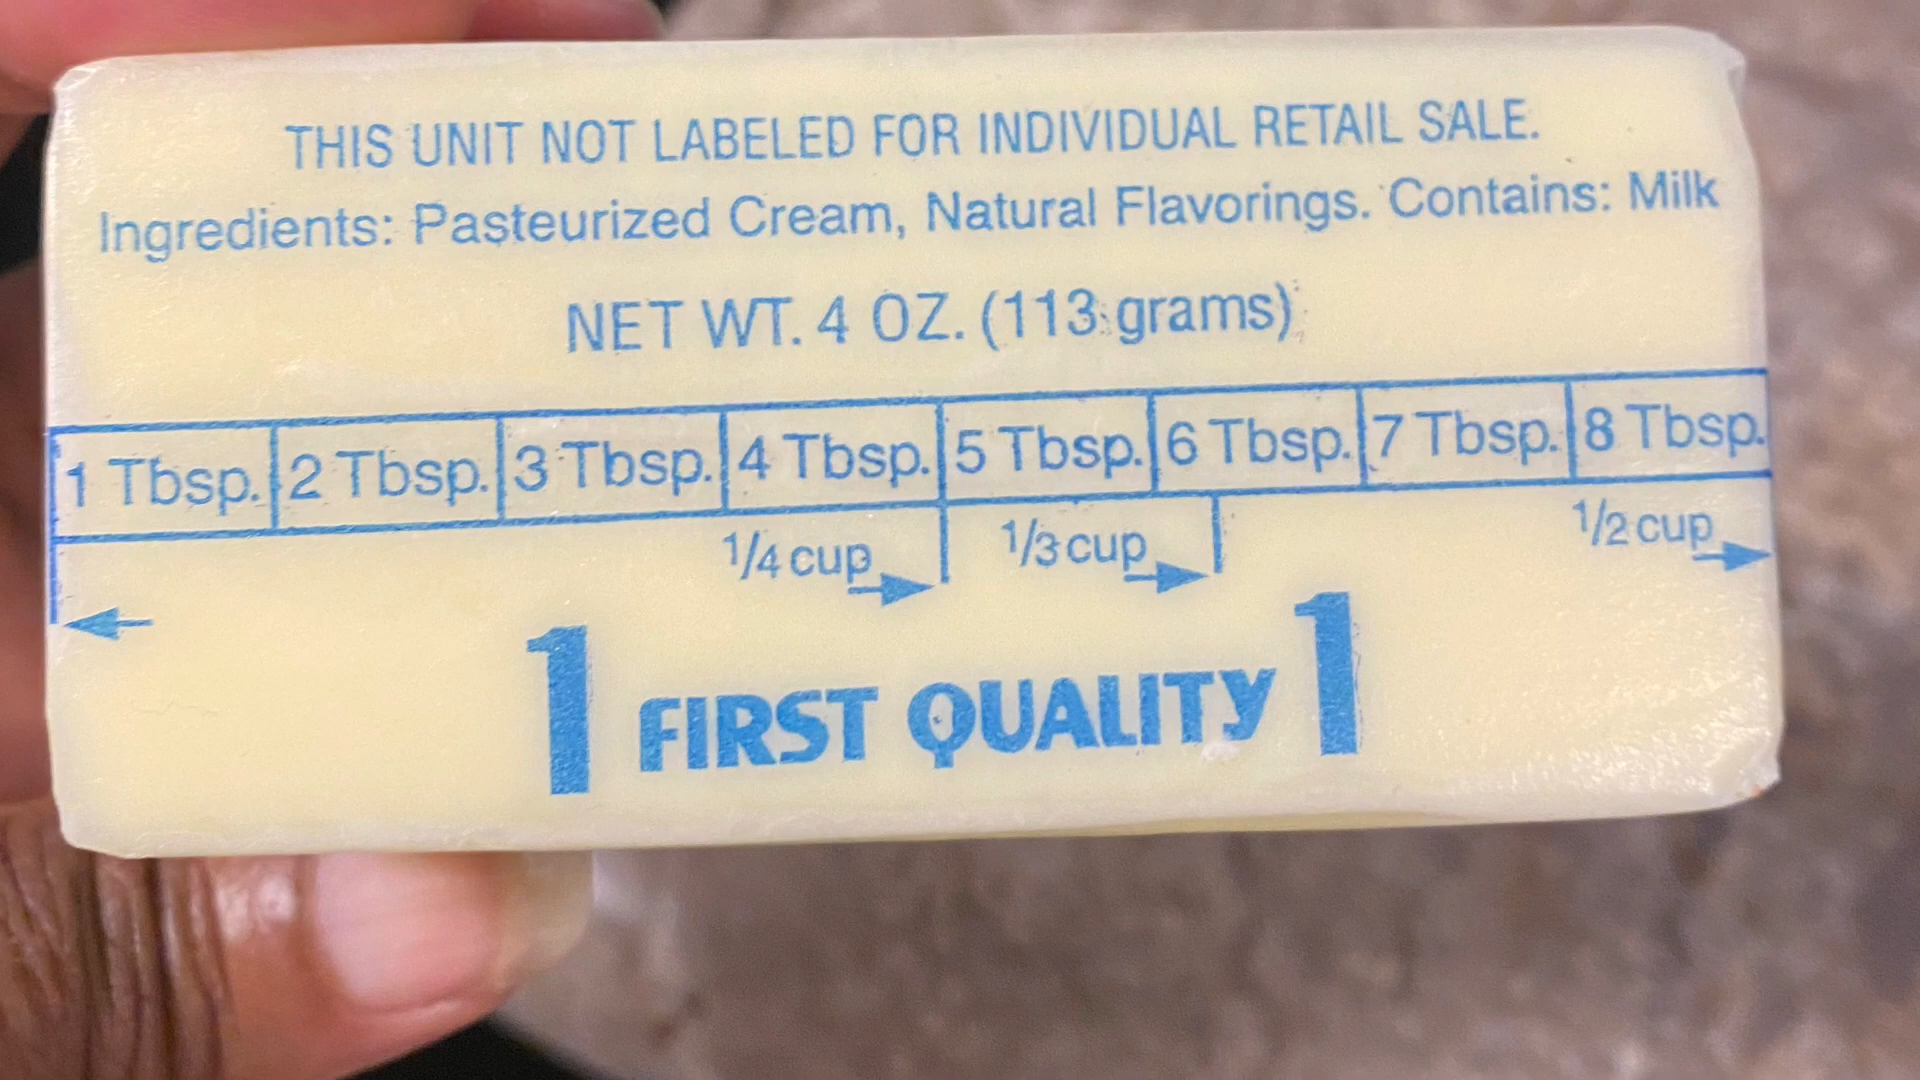 THIS UNIT NOT LABELED FOR INDIVIDUAL RETAIL SALE.
Ingredients: Pasteurized Cream, Natural Flavorings. Contains: Milk
NET WT. 4 OZ. (113 grams)
1 Tbsp. 2 Tbsp. 3 Tbsp. 4 Tbsp. 5 Tbsp. 6 Tbsp. 7 Tbsp. 8 Tbsp.
1/4 cup 1/3 cup 1/2 cup
1 FIRST QUALITY 1